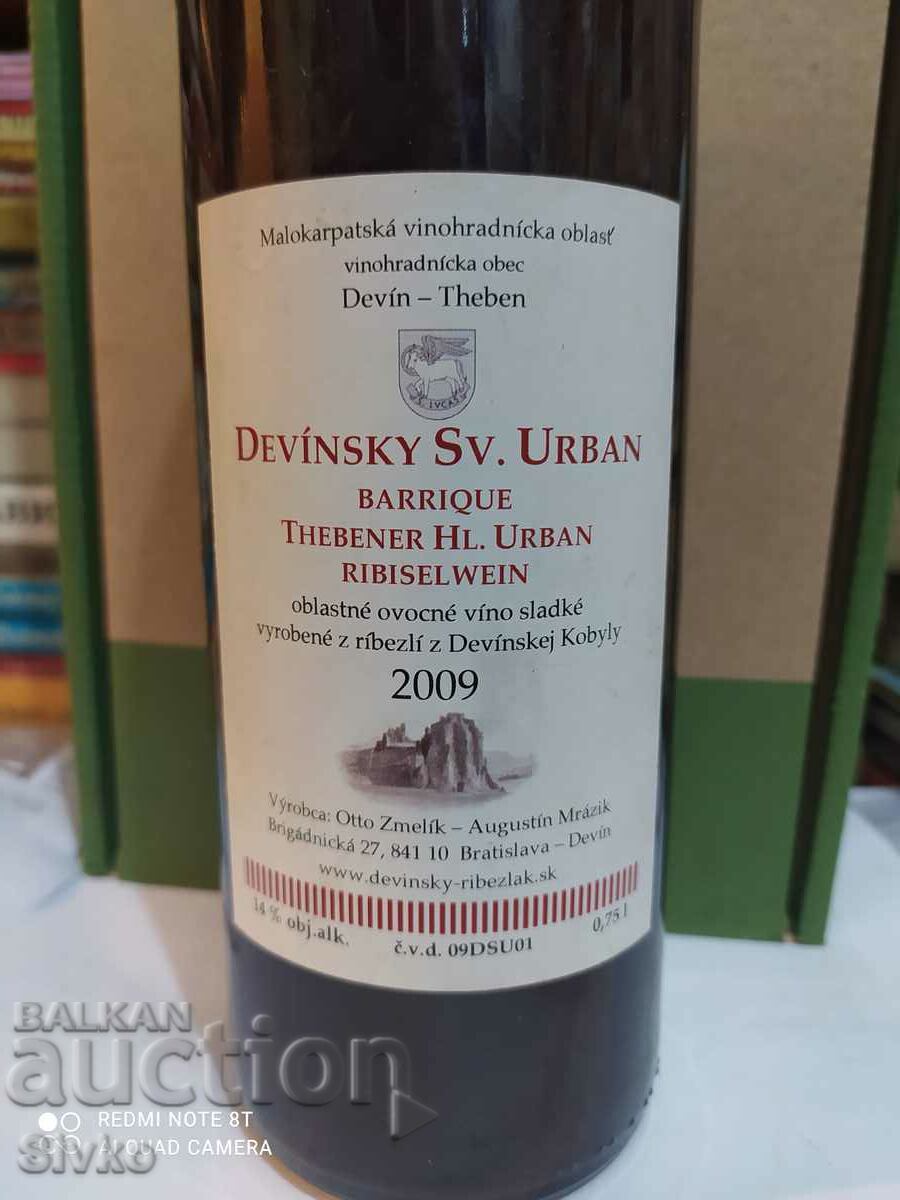 Malokarpatská vinohradnícka oblasť
vinohradnícka obec
Devín – Theben
S. LVCAS
DEVÍNSKY SV. URBAN
BARRIQUE
THEBENER HL. URBAN
RIBISELWEIN
oblastné ovocné víno sladké
vyrobené z ríbezlí z Devínskej Kobyly
2009
Výrobca: Otto Zmelík – Augustín Mrázik
Brigádnická 27, 841 10 Bratislava – Devín
www.devinsky-ribezlak.sk
14 % obj.alk.
č.v.d. 09DSU01
0,75 l
BALKAN
auction
REDMI NOTE 8T
AI QUAD CAMERA
Sivko